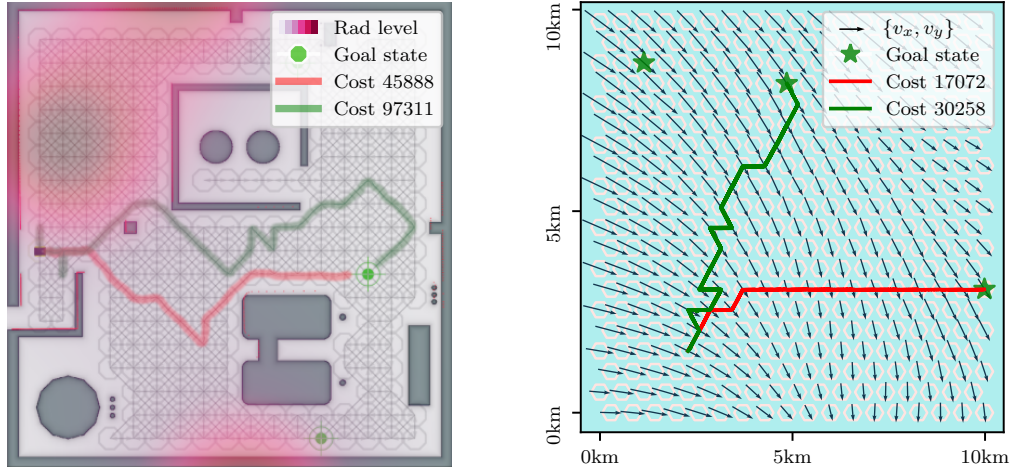 Rad level
Goal state
Cost 45888
Cost 97311
{v_x, v_y}
Goal state
Cost 17072
Cost 30258
10km
5km
0km
0km
5km
10km